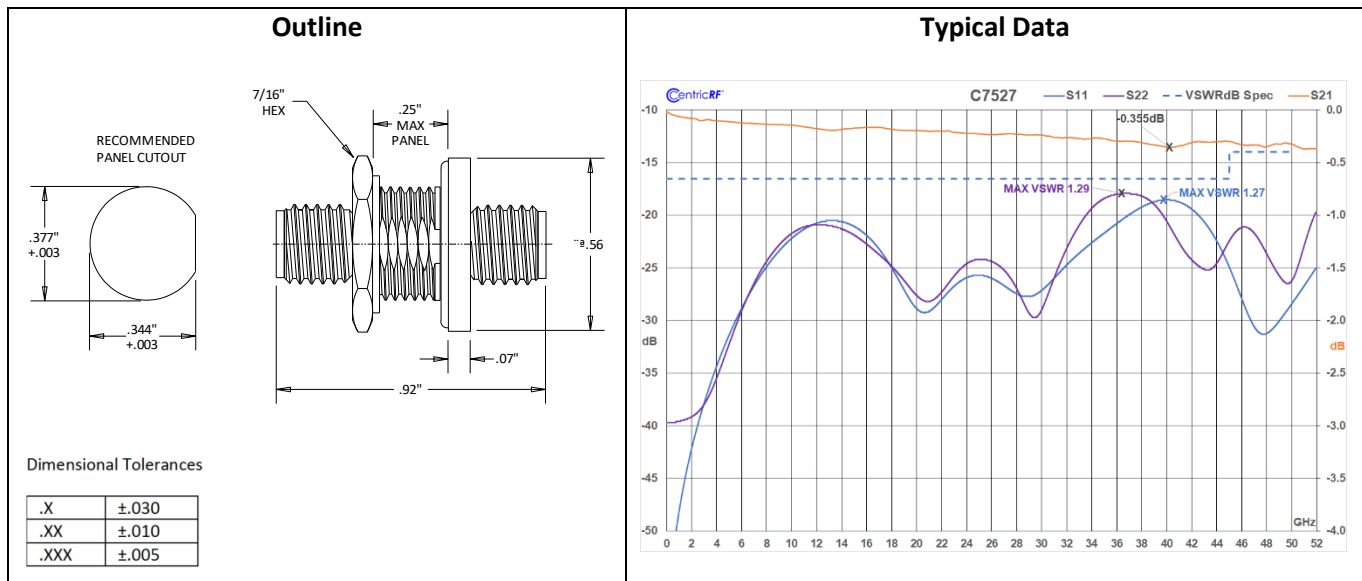 Outline
7/16"
HEX
.25"
MAX
PANEL
RECOMMENDED
PANEL CUTOUT
.377"
+.003
.344"
+.003
.56
.07"
.92"
Dimensional Tolerances
.X ±.030
.XX ±.010
.XXX ±.005
Typical Data
CentricRF™
C7527
S11
S22
VSWRdB Spec
S21
-10
-15
-20
-25
-30
dB
-35
-40
-45
-50
-0.355dB
MAX VSWR 1.29
MAX VSWR 1.27
0.0
-0.5
-1.0
-1.5
-2.0
dB
-2.5
-3.0
-3.5
-4.0
GHz
0 2 4 6 8 10 12 14 16 18 20 22 24 26 28 30 32 34 36 38 40 42 44 46 48 50 52